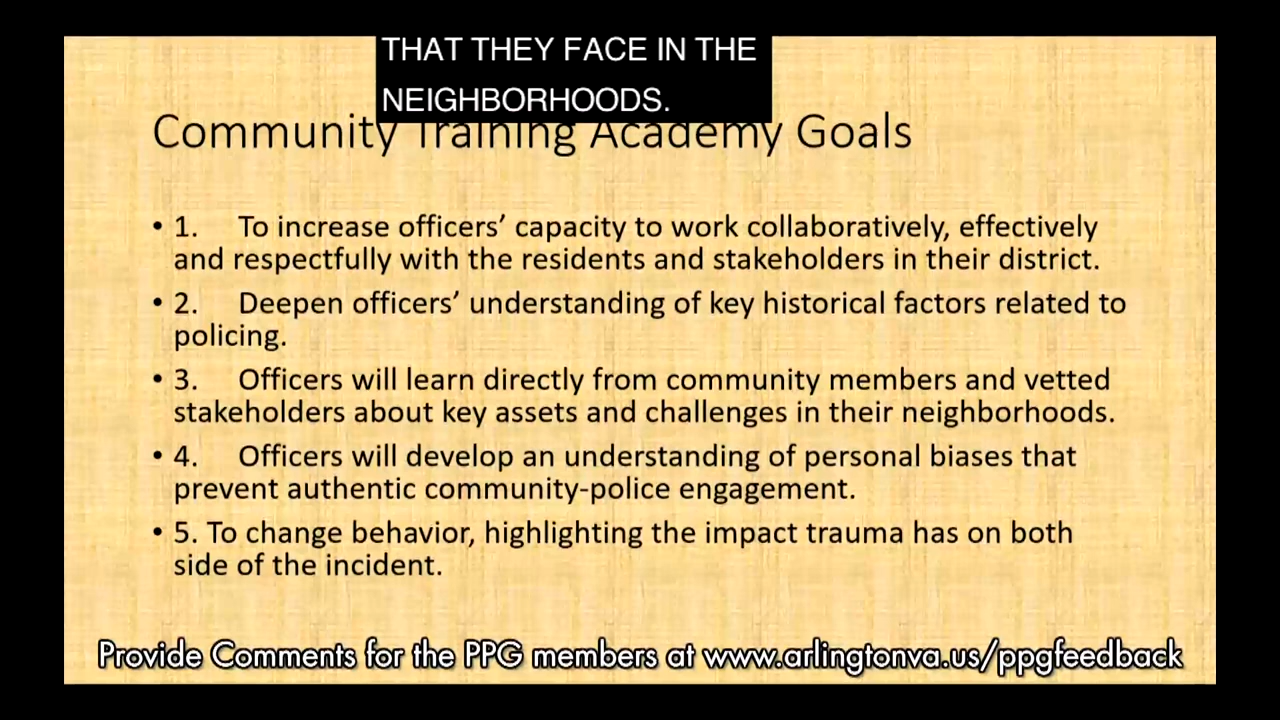 THAT THEY FACE IN THE
NEIGHBORHOODS.
Community Training Academy Goals
• 1. To increase officers’ capacity to work collaboratively, effectively
and respectfully with the residents and stakeholders in their district.
• 2. Deepen officers’ understanding of key historical factors related to
policing.
• 3. Officers will learn directly from community members and vetted
stakeholders about key assets and challenges in their neighborhoods.
• 4. Officers will develop an understanding of personal biases that
prevent authentic community-police engagement.
• 5. To change behavior, highlighting the impact trauma has on both
side of the incident.
Provide Comments for the PPG members at www.arlingtonva.us/ppgfeedback